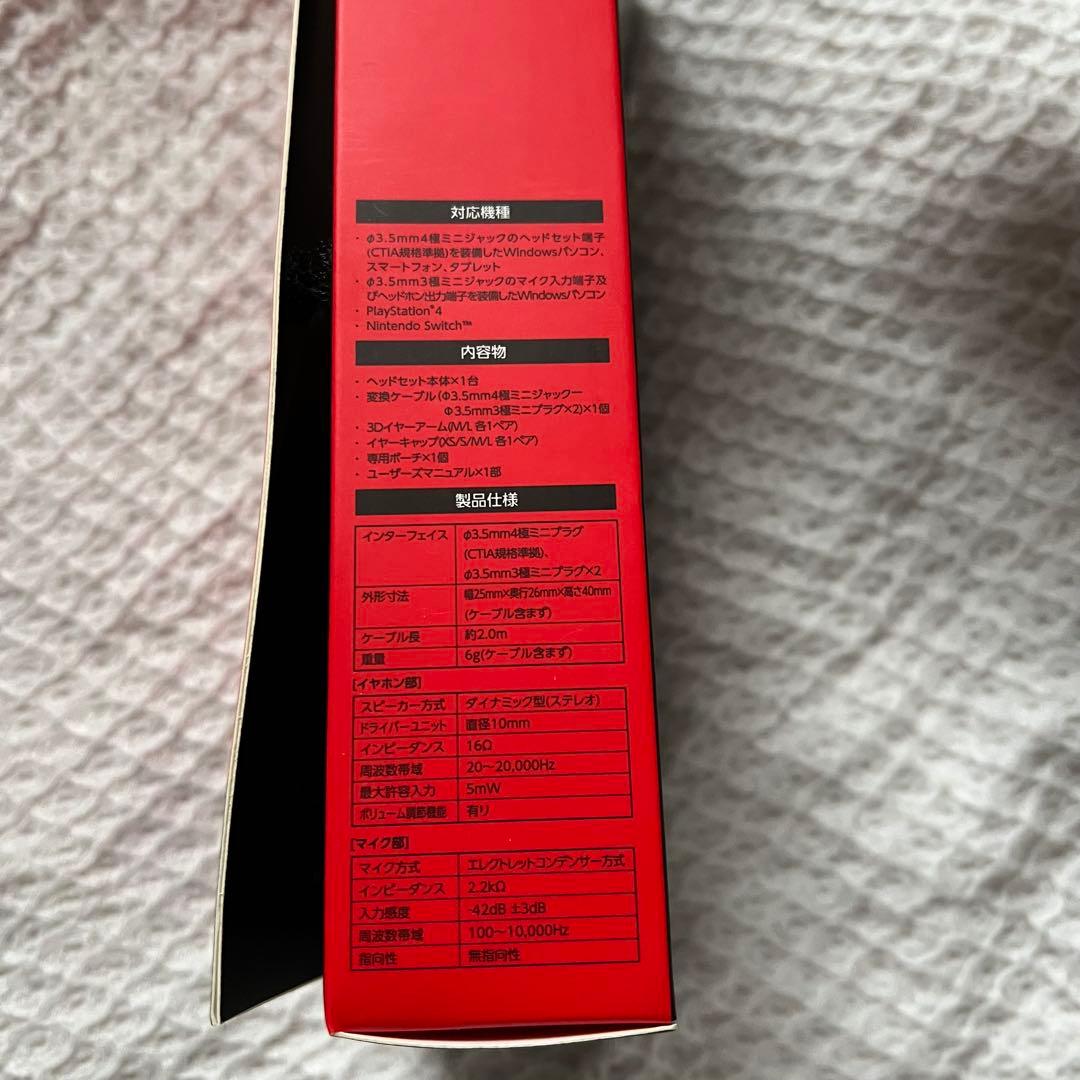 対応機種
・φ3.5mm4極ミニジャックのヘッドセット端子
(CTIA規格準拠)を装備したWindowsパソコン、
スマートフォン、タブレット
・φ3.5mm3極ミニジャックのマイク入力端子及
びヘッドホン出力端子を装備したWindowsパソコン
・PlayStation®4
・Nintendo Switch™
内容物
・ヘッドセット本体×1台
・変換ケーブル(φ3.5mm4極ミニジャックー
φ3.5mm3極ミニプラグ×2)×1個
・3Dイヤーアーム(M/L 各1ペア)
・イヤーキャップ(XS/S/M/L 各1ペア)
・専用ポーチ×1個
・ユーザーズマニュアル×1部
製品仕様
インターフェイス φ3.5mm4極ミニプラグ
(CTIA規格準拠)、
φ3.5mm3極ミニプラグ×2
外形寸法 幅25mm×奥行26mm×高さ40mm
(ケーブル含まず)
ケーブル長 約2.0m
重量 6g(ケーブル含まず)
[イヤホン部]
スピーカー方式 ダイナミック型(ステレオ)
ドライバーユニット 直径10mm
インピーダンス 16Ω
周波数帯域 20～20,000Hz
最大許容入力 5mW
ボリューム調節機能 有り
[マイク部]
マイク方式 エレクトレットコンデンサー方式
インピーダンス 2.2kΩ
入力感度 -42dB ±3dB
周波数帯域 100～10,000Hz
指向性 無指向性